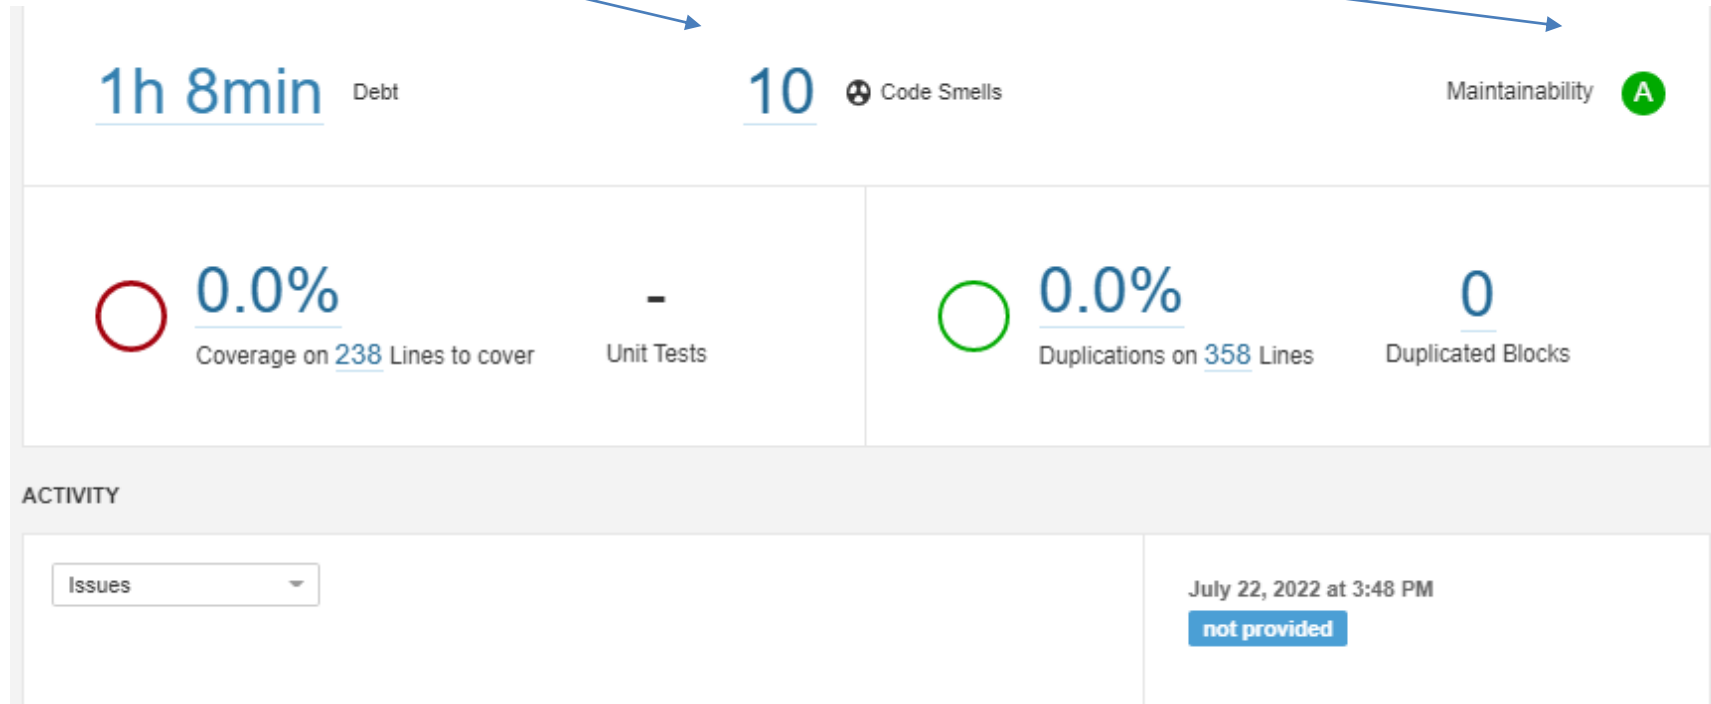 1h 8min Debt 10 Code Smells Maintainability A
0.0% - 0.0% 0
Coverage on 238 Lines to cover Unit Tests Duplications on 358 Lines Duplicated Blocks
ACTIVITY
Issues
July 22, 2022 at 3:48 PM
not provided